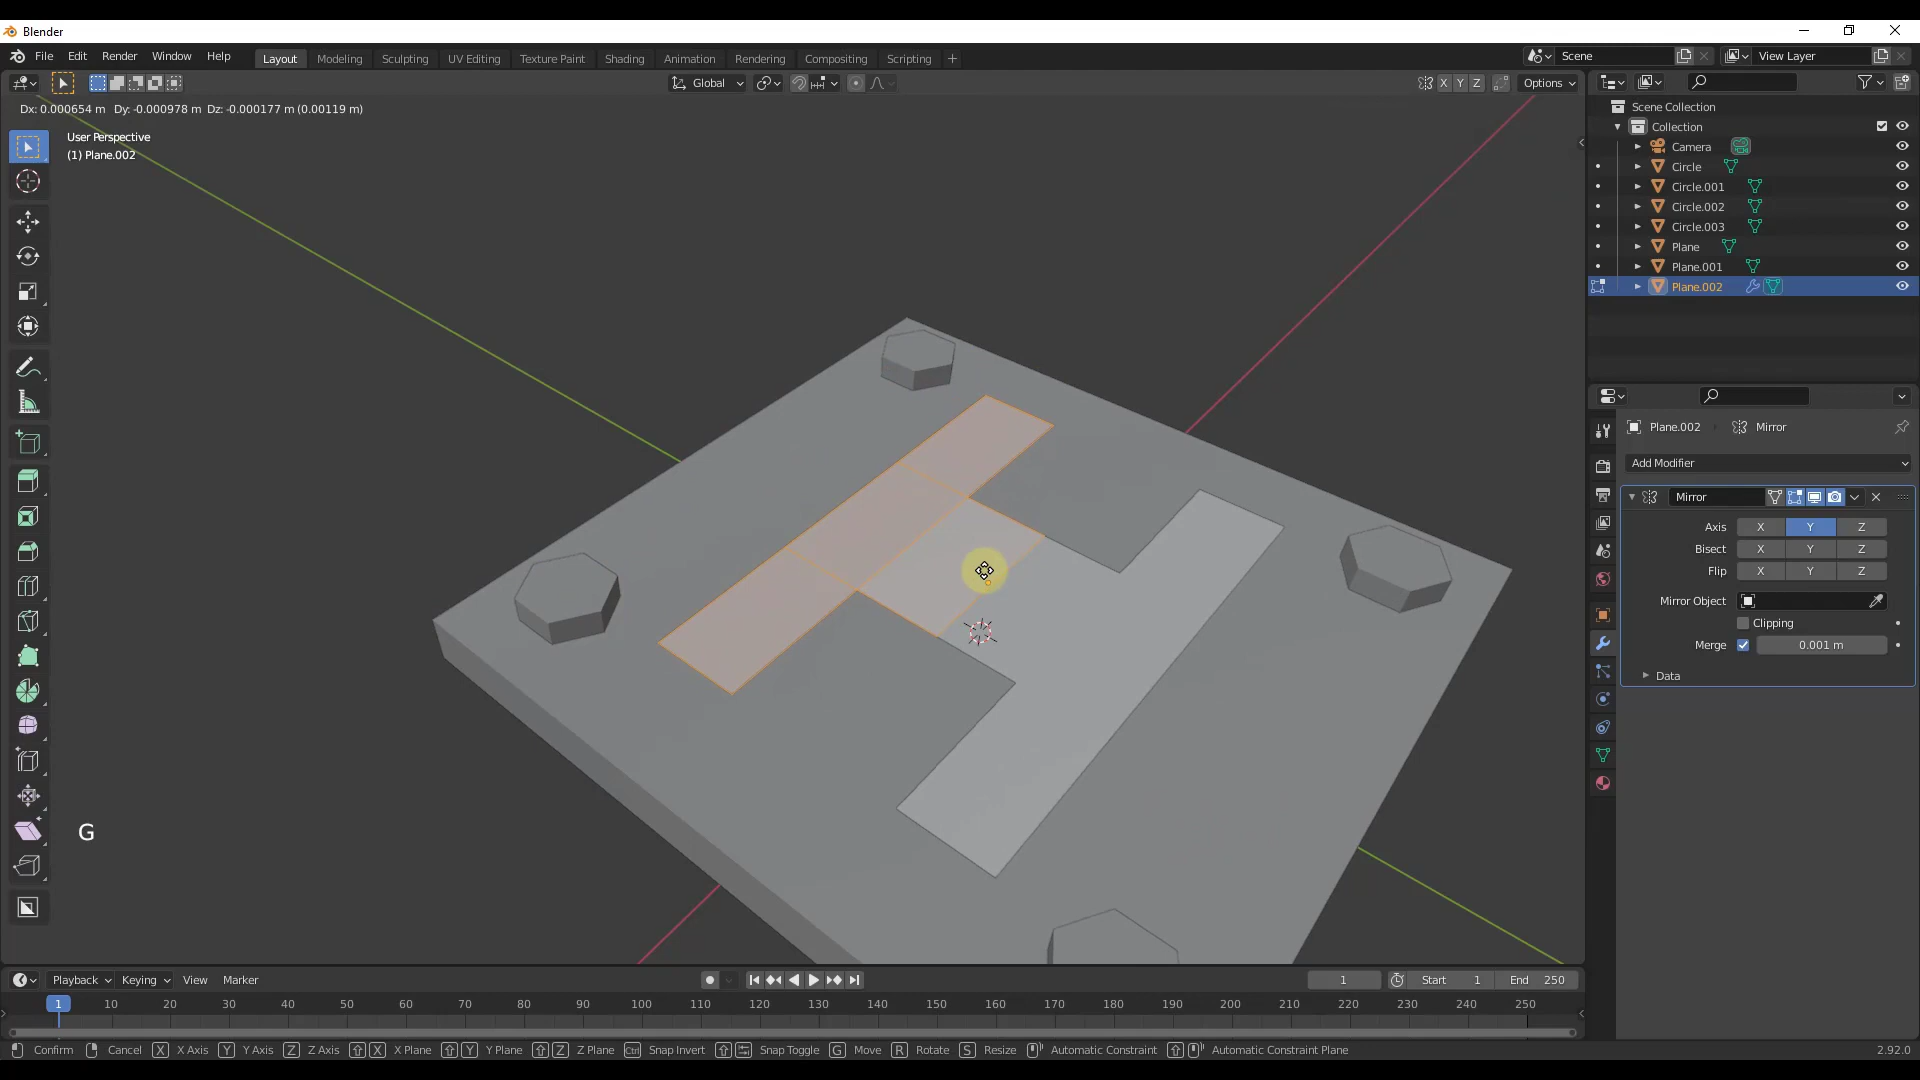 Blender
File Edit Render Window Help Layout Modeling Sculpting UV Editing Texture Paint Shading Animation Rendering Compositing Scripting + Scene View Layer
Global X Y Z Options
Dx: 0.000654 m Dy: -0.000978 m Dz: -0.000177 m (0.00119 m)
User Perspective
(1) Plane.002
Scene Collection
Collection
Camera
Circle
Circle.001
Circle.002
Circle.003
Plane
Plane.001
Plane.002
Plane.002 Mirror
Add Modifier
Mirror
Axis X Y Z
Bisect X Y Z
Flip X Y Z
Mirror Object
Clipping
Merge 0.001 m
Data
G
Playback Keying View Marker 1 Start 1 End 250
1 10 20 30 40 50 60 70 80 90 100 110 120 130 140 150 160 170 180 190 200 210 220 230 240 250
Confirm Cancel X X Axis Y Y Axis Z Z Axis X X Plane Y Y Plane Z Z Plane Ctrl Snap Invert Snap Toggle G Move R Rotate S Resize Automatic Constraint Automatic Constraint Plane 2.92.0